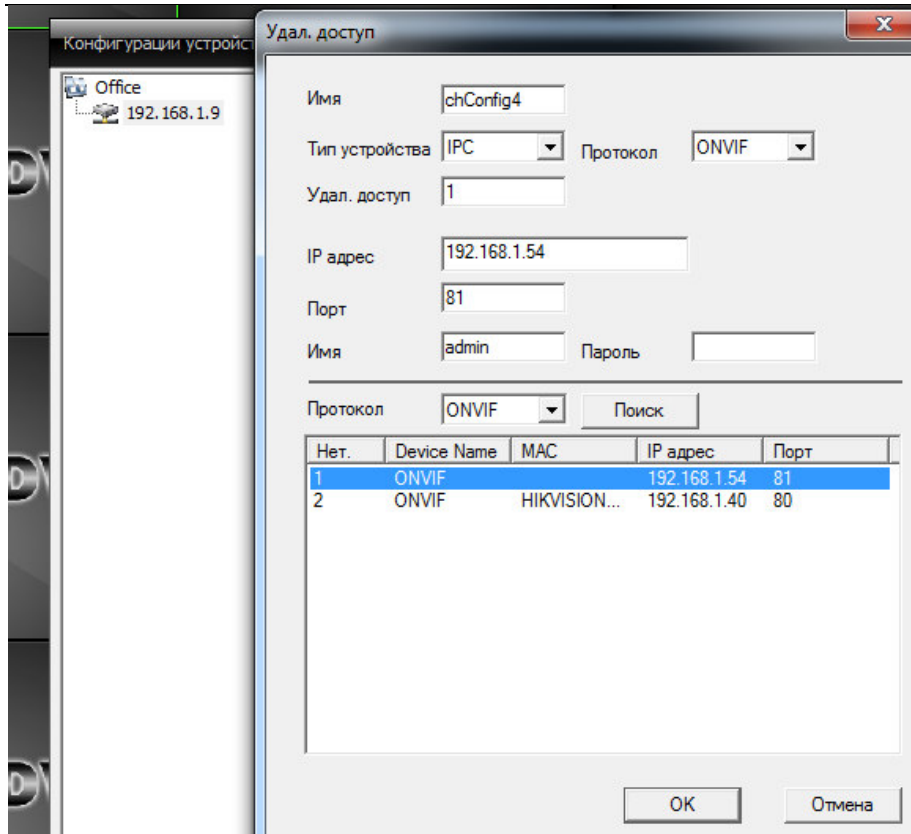 Конфигурации устройст
Office
192.168.1.9
Удал. доступ
Имя chConfig4
Тип устройства IPC Протокол ONVIF
Удал. доступ 1
IP адрес 192.168.1.54
Порт 81
Имя admin Пароль
Протокол ONVIF Поиск
Нет. Device Name MAC IP адрес Порт
1 ONVIF 192.168.1.54 81
2 ONVIF HIKVISION... 192.168.1.40 80
OK Отмена